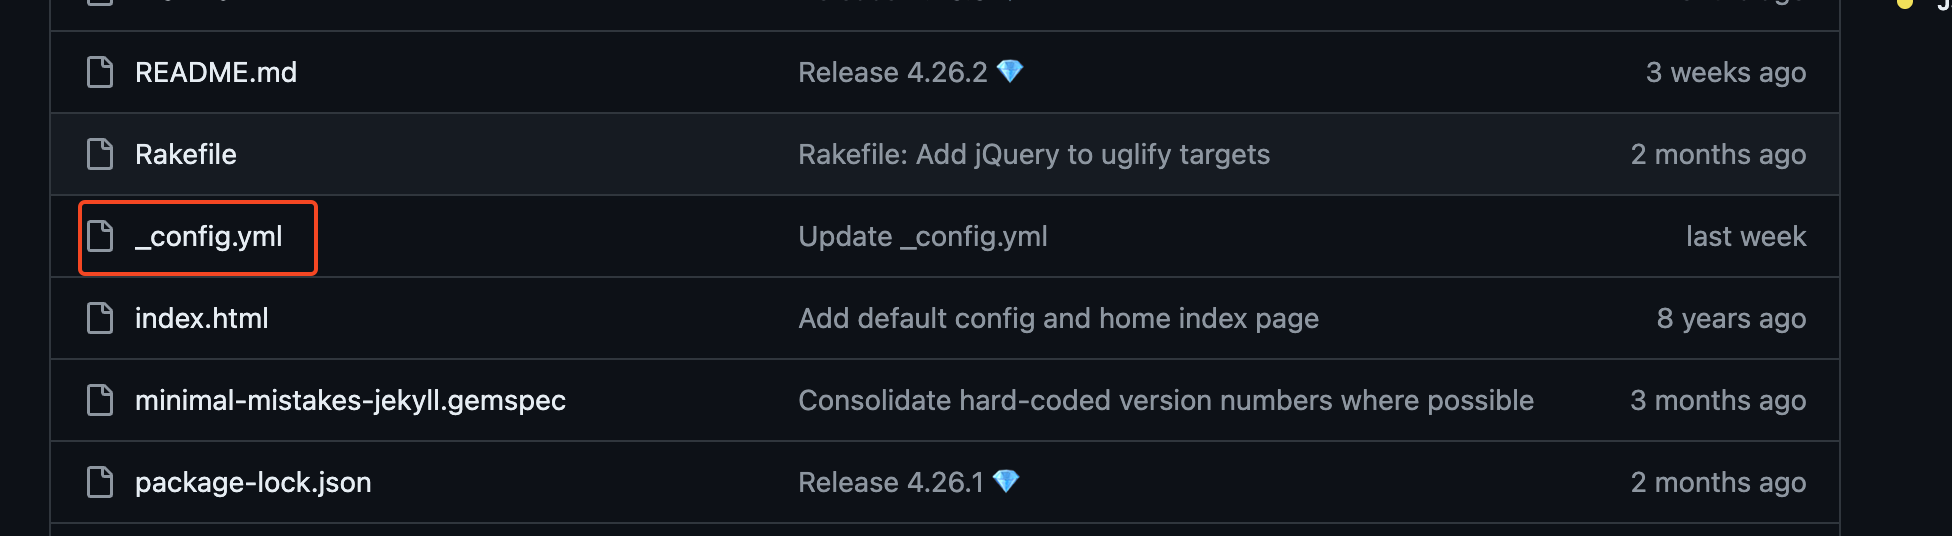 README.md Release 4.26.2 💎 3 weeks ago
Rakefile Rakefile: Add jQuery to uglify targets 2 months ago
_config.yml Update _config.yml last week
index.html Add default config and home index page 8 years ago
minimal-mistakes-jekyll.gemspec Consolidate hard-coded version numbers where possible 3 months ago
package-lock.json Release 4.26.1 💎 2 months ago